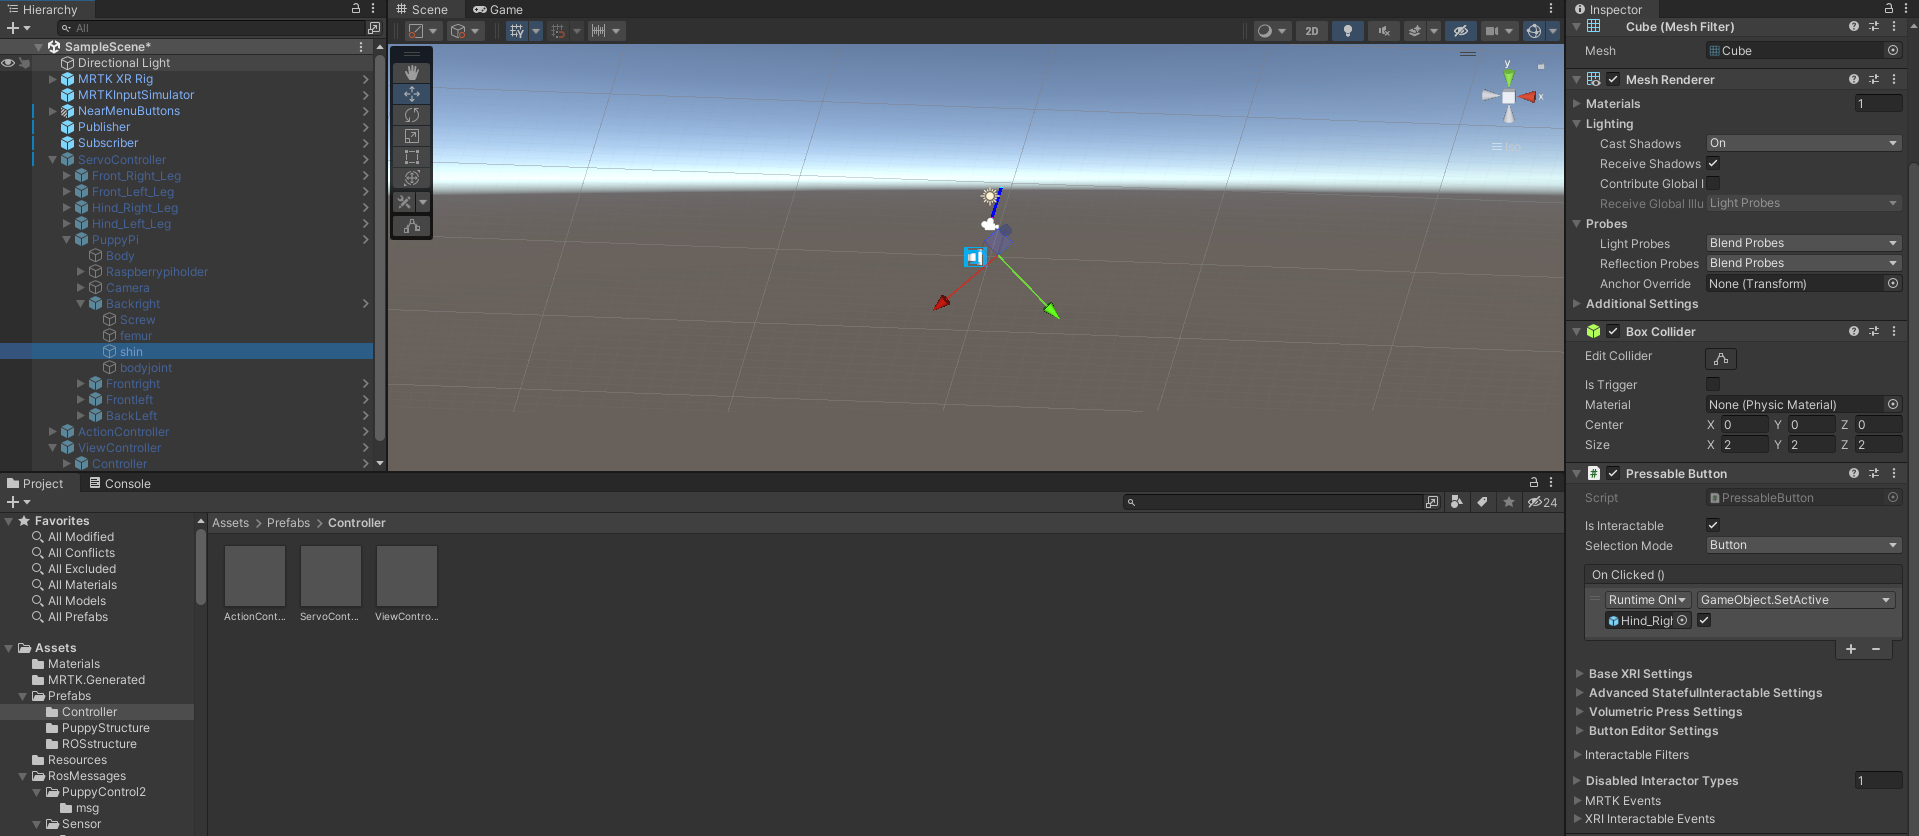 Hierarchy
All
SampleScene*
Directional Light
MRTK XR Rig
MRTKInputSimulator
NearMenuButtons
Publisher
Subscriber
ServoController
Front_Right_Leg
Front_Left_Leg
Hind_Right_Leg
Hind_Left_Leg
PuppyPi
Body
Raspberrypiholder
Camera
Backright
Screw
femur
shin
bodyjoint
Frontright
Frontleft
BackLeft
ActionController
ViewController
Controller
Scene
Game
2D
y
x
Iso
Project
Console
24
Favorites
All Modified
All Conflicts
All Excluded
All Materials
All Models
All Prefabs
Assets
Materials
MRTK.Generated
Prefabs
Controller
PuppyStructure
ROSstructure
Resources
RosMessages
PuppyControl2
msg
Sensor
Assets > Prefabs > Controller
ActionCont...
ServoCont...
ViewContro...
Inspector
Cube (Mesh Filter)
Mesh Cube
Mesh Renderer
Materials 1
Lighting
Cast Shadows On
Receive Shadows
Contribute Global I
Receive Global Illu Light Probes
Probes
Light Probes Blend Probes
Reflection Probes Blend Probes
Anchor Override None (Transform)
Additional Settings
Box Collider
Edit Collider
Is Trigger
Material None (Physic Material)
Center X 0 Y 0 Z 0
Size X 2 Y 2 Z 2
Pressable Button
Script PressableButton
Is Interactable
Selection Mode Button
On Clicked ()
Runtime Onl GameObject.SetActive
Hind_Righ
Base XRI Settings
Advanced StatefulInteractable Settings
Volumetric Press Settings
Button Editor Settings
Interactable Filters
Disabled Interactor Types 1
MRTK Events
XRI Interactable Events